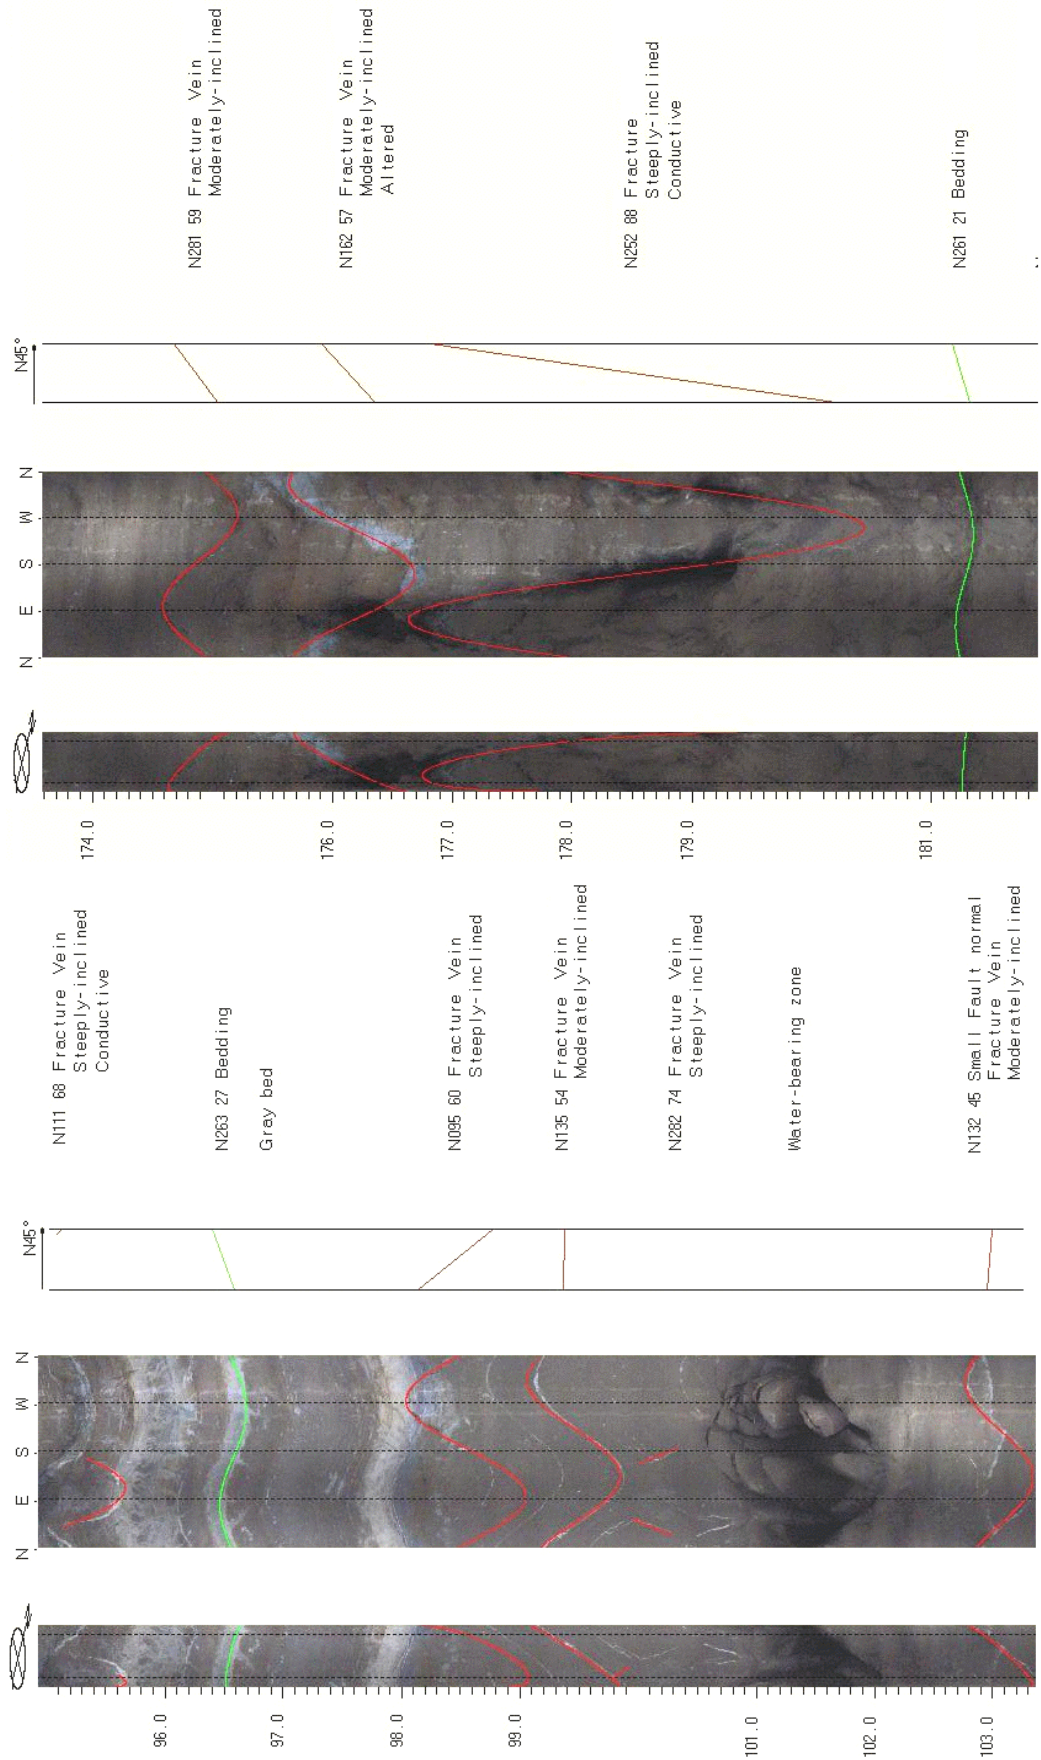 N281 59 Fracture Vein
Moderately-inclined
N162 57 Fracture Vein
Moderately-inclined
Altered
N252 88 Fracture
Steeply-inclined
Conductive
N261 21 Bedding
N45°
N E S W N
174.0
176.0
177.0
178.0
179.0
181.0
N111 68 Fracture Vein
Steeply-inclined
Conductive
N263 27 Bedding
Gray bed
N095 60 Fracture Vein
Steeply-inclined
N135 54 Fracture Vein
Moderately-inclined
N282 74 Fracture Vein
Steeply-inclined
Water-bearing zone
N132 45 Small Fault normal
Fracture Vein
Moderately-inclined
N45°
N E S W N
96.0
97.0
98.0
99.0
101.0
102.0
103.0